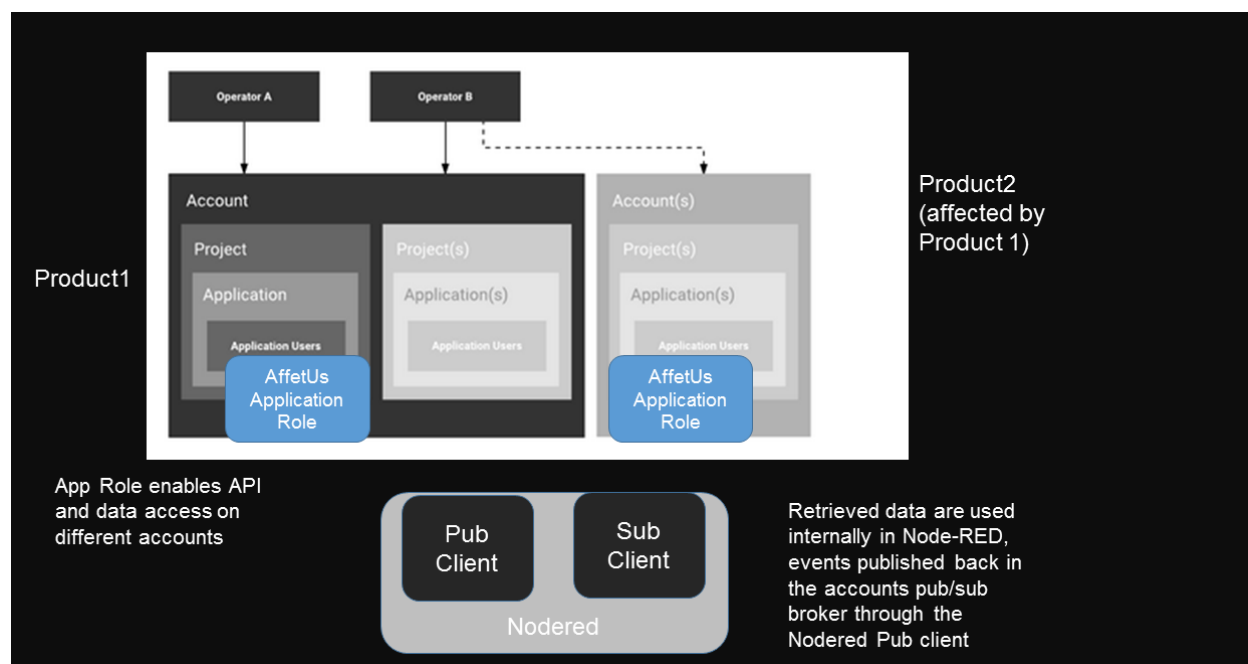 Operator A
Operator B
Account
Account(s)
Project
Project(s)
Project(s)
Application
Application(s)
Application(s)
Application Users
Application Users
Application Users
AffetUs
Application
Role
AffetUs
Application
Role
Product1
Product2
(affected by
Product 1)
App Role enables API
and data access on
different accounts
Pub
Client
Sub
Client
Nodered
Retrieved data are used
internally in Node-RED,
events published back in
the accounts pub/sub
broker through the
Nodered Pub client